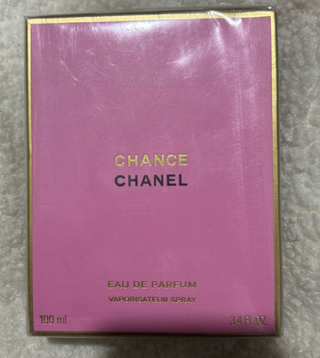 CHANCE
CHANEL
EAU DE PARFUM
VAPORISATEUR SPRAY
100 ml 3.4 FL.OZ.